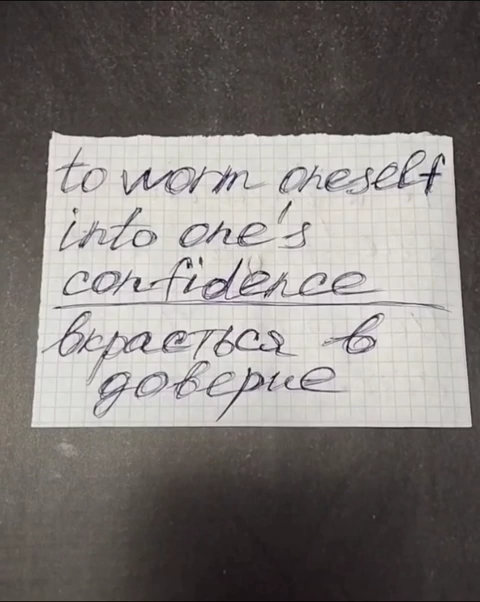 to worm oneself
into one's
confidence
вкрасться в
доверие